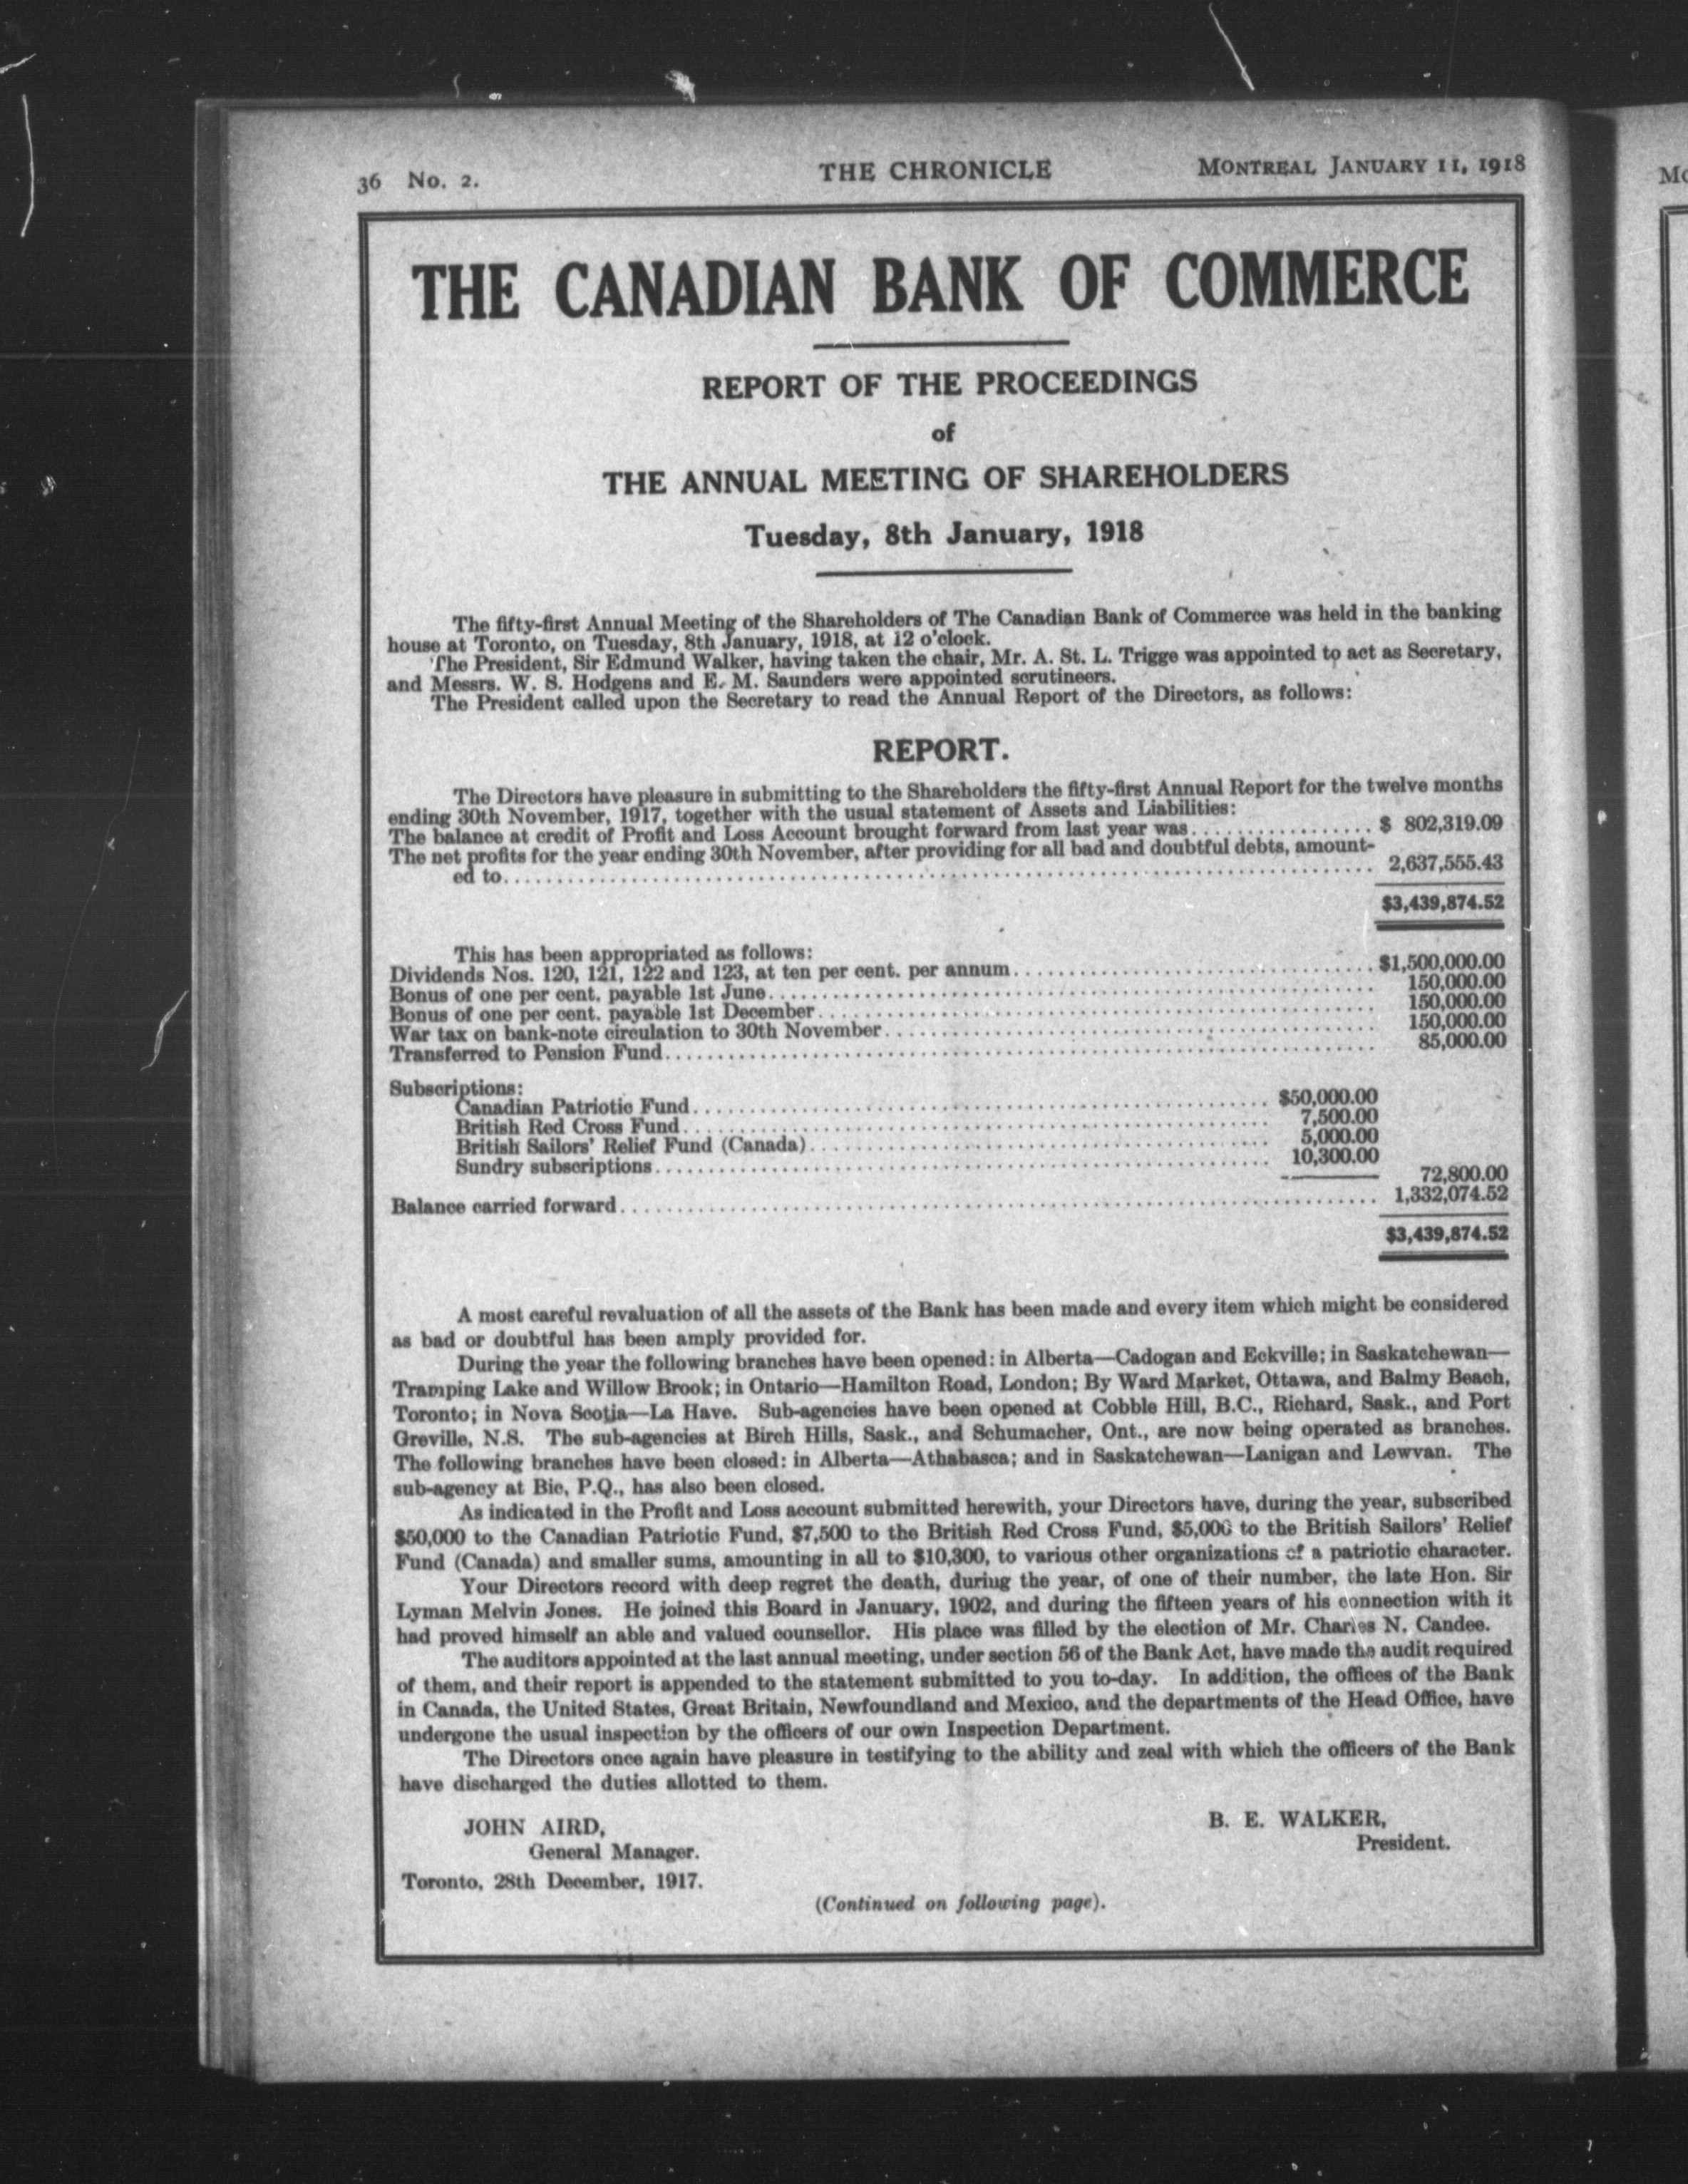 36 No. 2.
THE CHRONICLE
MONTREAL JANUARY 11, 1918
THE CANADIAN BANK OF COMMERCE
REPORT OF THE PROCEEDINGS
of
THE ANNUAL MEETING OF SHAREHOLDERS
Tuesday, 8th January, 1918
The fifty-first Annual Meeting of the Shareholders of The Canadian Bank of Commerce was held in the banking
house at Toronto, on Tuesday, 8th January, 1918, at 12 o'clock.
The President, Sir Edmund Walker, having taken the chair, Mr. A. St. L. Trigge was appointed to act as Secretary,
and Messrs. W. S. Hodgens and E. M. Saunders were appointed scrutineers.
The President called upon the Secretary to read the Annual Report of the Directors, as follows:
REPORT.
The Directors have pleasure in submitting to the Shareholders the fifty-first Annual Report for the twelve months
ending 30th November, 1917, together with the usual statement of Assets and Liabilities:
The balance at credit of Profit and Loss Account brought forward from last year was................. $ 802,319.09
The net profits for the year ending 30th November, after providing for all bad and doubtful debts, amount-
ed to........................................ 2,637,555.43
$3,439,874.52
This has been appropriated as follows:
Dividends Nos. 120, 121, 122 and 123, at ten per cent. per annum.............................. $1,500,000.00
Bonus of one per cent. payable 1st June........................................ 150,000.00
Bonus of one per cent. payable 1st December........................................ 150,000.00
War tax on bank-note circulation to 30th November........................................ 150,000.00
Transferred to Pension Fund........................................ 85,000.00
Subscriptions:
Canadian Patriotic Fund........................................ $50,000.00
British Red Cross Fund........................................ 7,500.00
British Sailors' Relief Fund (Canada)........................................ 5,000.00
Sundry subscriptions........................................ 10,300.00
72,800.00
Balance carried forward........................................ 1,332,074.52
$3,439,874.52
A most careful revaluation of all the assets of the Bank has been made and every item which might be considered
as bad or doubtful has been amply provided for.
During the year the following branches have been opened: in Alberta—Cadogan and Eckville; in Saskatchewan—
Tramping Lake and Willow Brook; in Ontario—Hamilton Road, London; By Ward Market, Ottawa, and Balmy Beach,
Toronto; in Nova Scotia—La Have. Sub-agencies have been opened at Cobble Hill, B.C., Richard, Sask., and Port
Greville, N.S. The sub-agencies at Birch Hills, Sask., and Schumacher, Ont., are now being operated as branches.
The following branches have been closed: in Alberta—Athabasca; and in Saskatchewan—Lanigan and Lewvan. The
sub-agency at Bic, P.Q., has also been closed.
As indicated in the Profit and Loss account submitted herewith, your Directors have, during the year, subscribed
$50,000 to the Canadian Patriotic Fund, $7,500 to the British Red Cross Fund, $5,000 to the British Sailors' Relief
Fund (Canada) and smaller sums, amounting in all to $10,300, to various other organizations of a patriotic character.
Your Directors record with deep regret the death, during the year, of one of their number, the late Hon. Sir
Lyman Melvin Jones. He joined this Board in January, 1902, and during the fifteen years of his connection with it
had proved himself an able and valued counsellor. His place was filled by the election of Mr. Charles N. Candee.
The auditors appointed at the last annual meeting, under section 56 of the Bank Act, have made the audit required
of them, and their report is appended to the statement submitted to you to-day. In addition, the offices of the Bank
in Canada, the United States, Great Britain, Newfoundland and Mexico, and the departments of the Head Office, have
undergone the usual inspection by the officers of our own Inspection Department.
The Directors once again have pleasure in testifying to the ability and zeal with which the officers of the Bank
have discharged the duties allotted to them.
JOHN AIRD,
General Manager.
B. E. WALKER,
President.
Toronto, 28th December, 1917.
(Continued on following page).